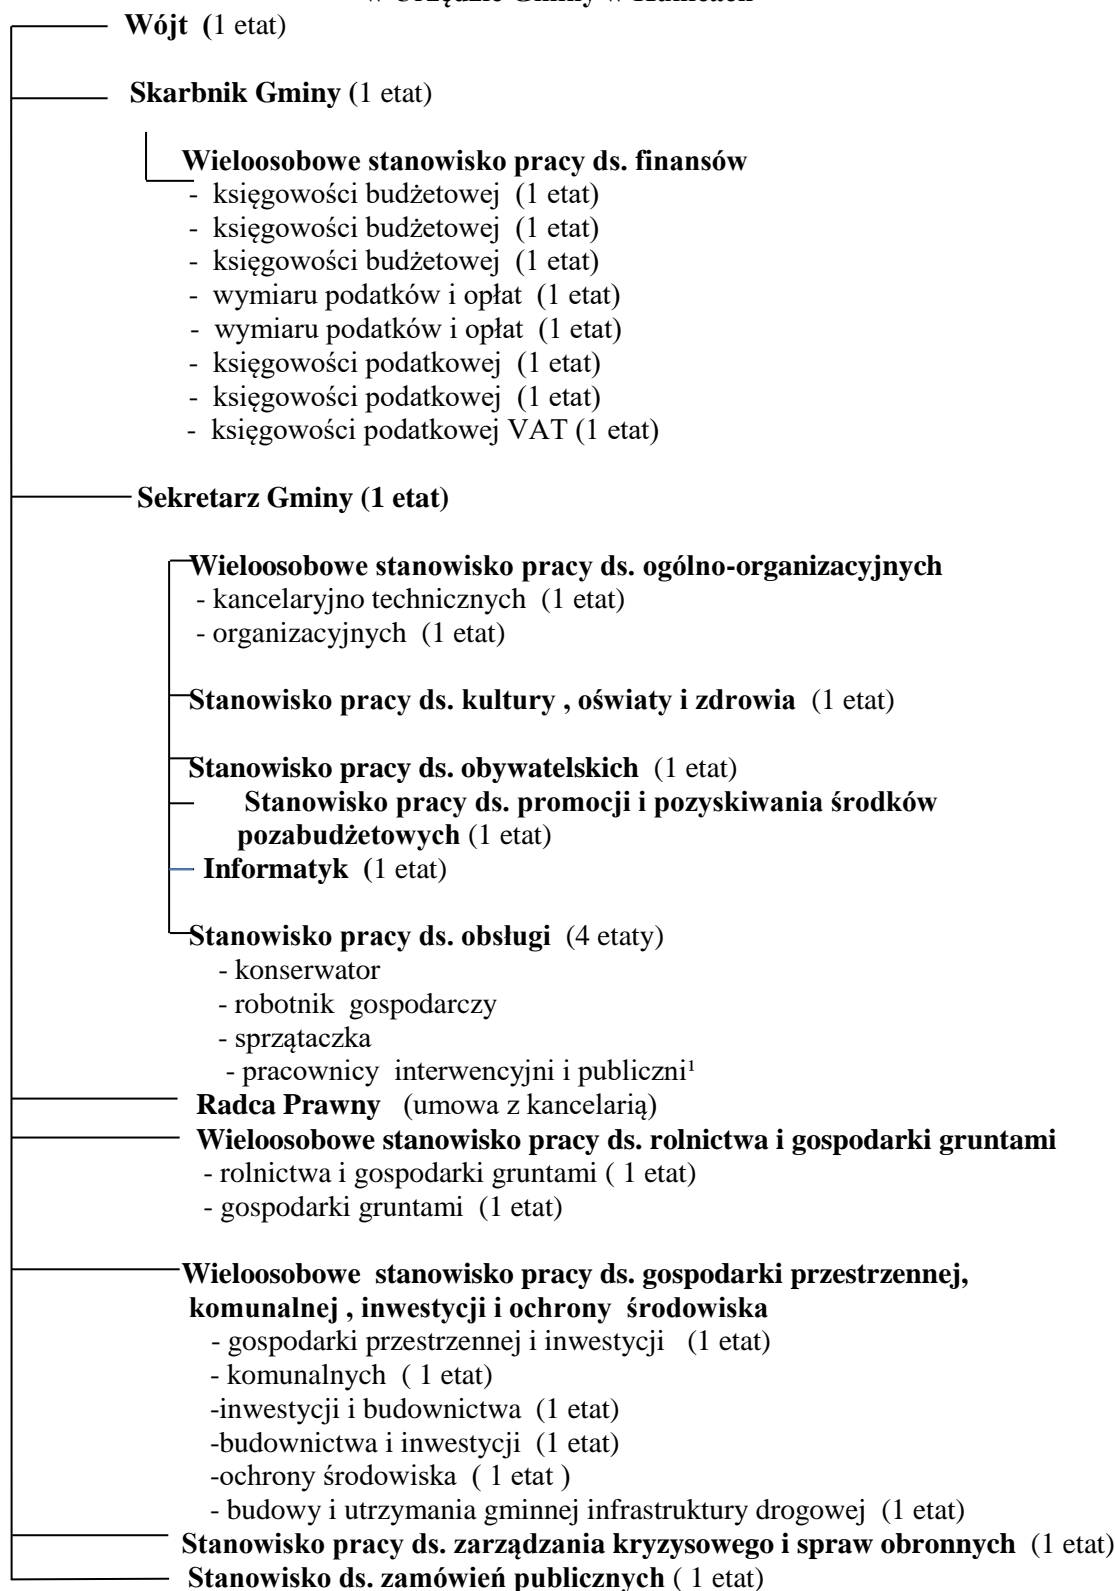 w Urzędzie Gminy w
Wójt (1 etat)
Skarbnik Gminy (1 etat)
Wieloosobowe stanowisko pracy ds. finansów
- księgowości budżetowej (1 etat)
- księgowości budżetowej (1 etat)
- księgowości budżetowej (1 etat)
- wymiaru podatków i opłat (1 etat)
- wymiaru podatków i opłat (1 etat)
- księgowości podatkowej (1 etat)
- księgowości podatkowej (1 etat)
- księgowości podatkowej VAT (1 etat)
Sekretarz Gminy (1 etat)
Wieloosobowe stanowisko pracy ds. ogólno-organizacyjnych
- kancelaryjno technicznych (1 etat)
- organizacyjnych (1 etat)
Stanowisko pracy ds. kultury , oświaty i zdrowia (1 etat)
Stanowisko pracy ds. obywatelskich (1 etat)
Stanowisko pracy ds. promocji i pozyskiwania środków
pozabudżetowych (1 etat)
Informatyk (1 etat)
Stanowisko pracy ds. obsługi (4 etaty)
- konserwator
- robotnik gospodarczy
- sprzątaczka
- pracownicy interwencyjni i publiczni¹
Radca Prawny (umowa z kancelarią)
Wieloosobowe stanowisko pracy ds. rolnictwa i gospodarki gruntami
- rolnictwa i gospodarki gruntami ( 1 etat)
- gospodarki gruntami (1 etat)
Wieloosobowe stanowisko pracy ds. gospodarki przestrzennej,
komunalnej , inwestycji i ochrony środowiska
- gospodarki przestrzennej i inwestycji (1 etat)
- komunalnych ( 1 etat)
-inwestycji i budownictwa (1 etat)
-budownictwa i inwestycji (1 etat)
-ochrony środowiska ( 1 etat )
- budowy i utrzymania gminnej infrastruktury drogowej (1 etat)
Stanowisko pracy ds. zarządzania kryzysowego i spraw obronnych (1 etat)
Stanowisko ds. zamówień publicznych ( 1 etat)